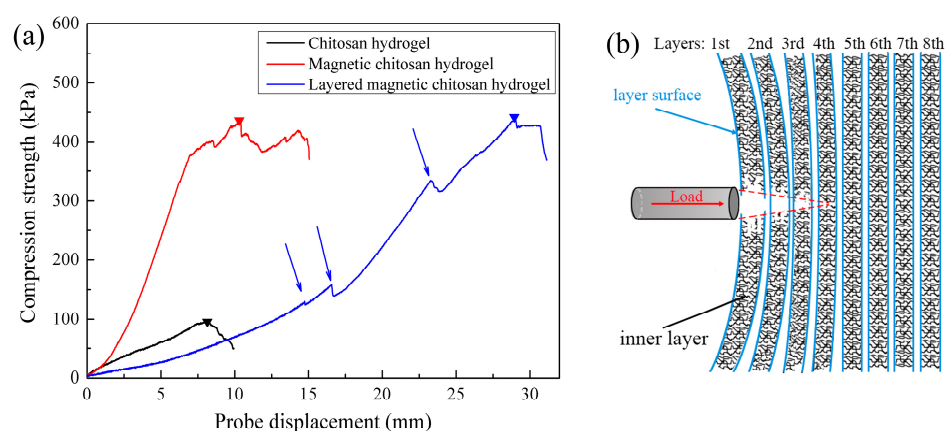 (a)
600
500
400
300
200
100
0
Compression strength (kPa)
0 5 10 15 20 25 30
Probe displacement (mm)
Chitosan hydrogel
Magnetic chitosan hydrogel
Layered magnetic chitosan hydrogel
(b)
Layers: 1st 2nd 3rd 4th 5th 6th 7th 8th
layer surface
Load
inner layer